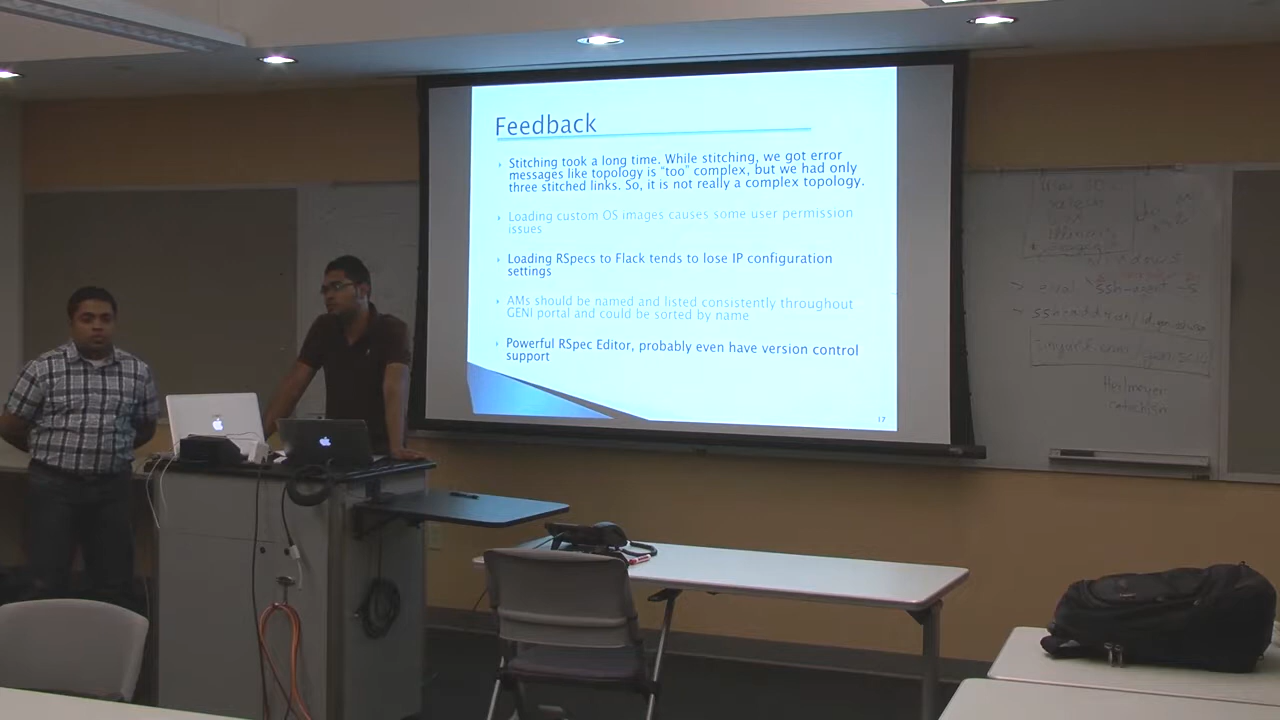 Feedback
Stitching took a long time. While stitching, we got error
messages like topology is "too" complex, but we had only
three stitched links. So, it is not really a complex topology.
Loading custom OS images causes some user permission
issues
Loading RSpecs to Flack tends to lose IP configuration
settings
AMs should be named and listed consistently throughout
GENI portal and could be sorted by name
Powerful RSpec Editor, probably even have version control
support
17
eval ssh-agent -s